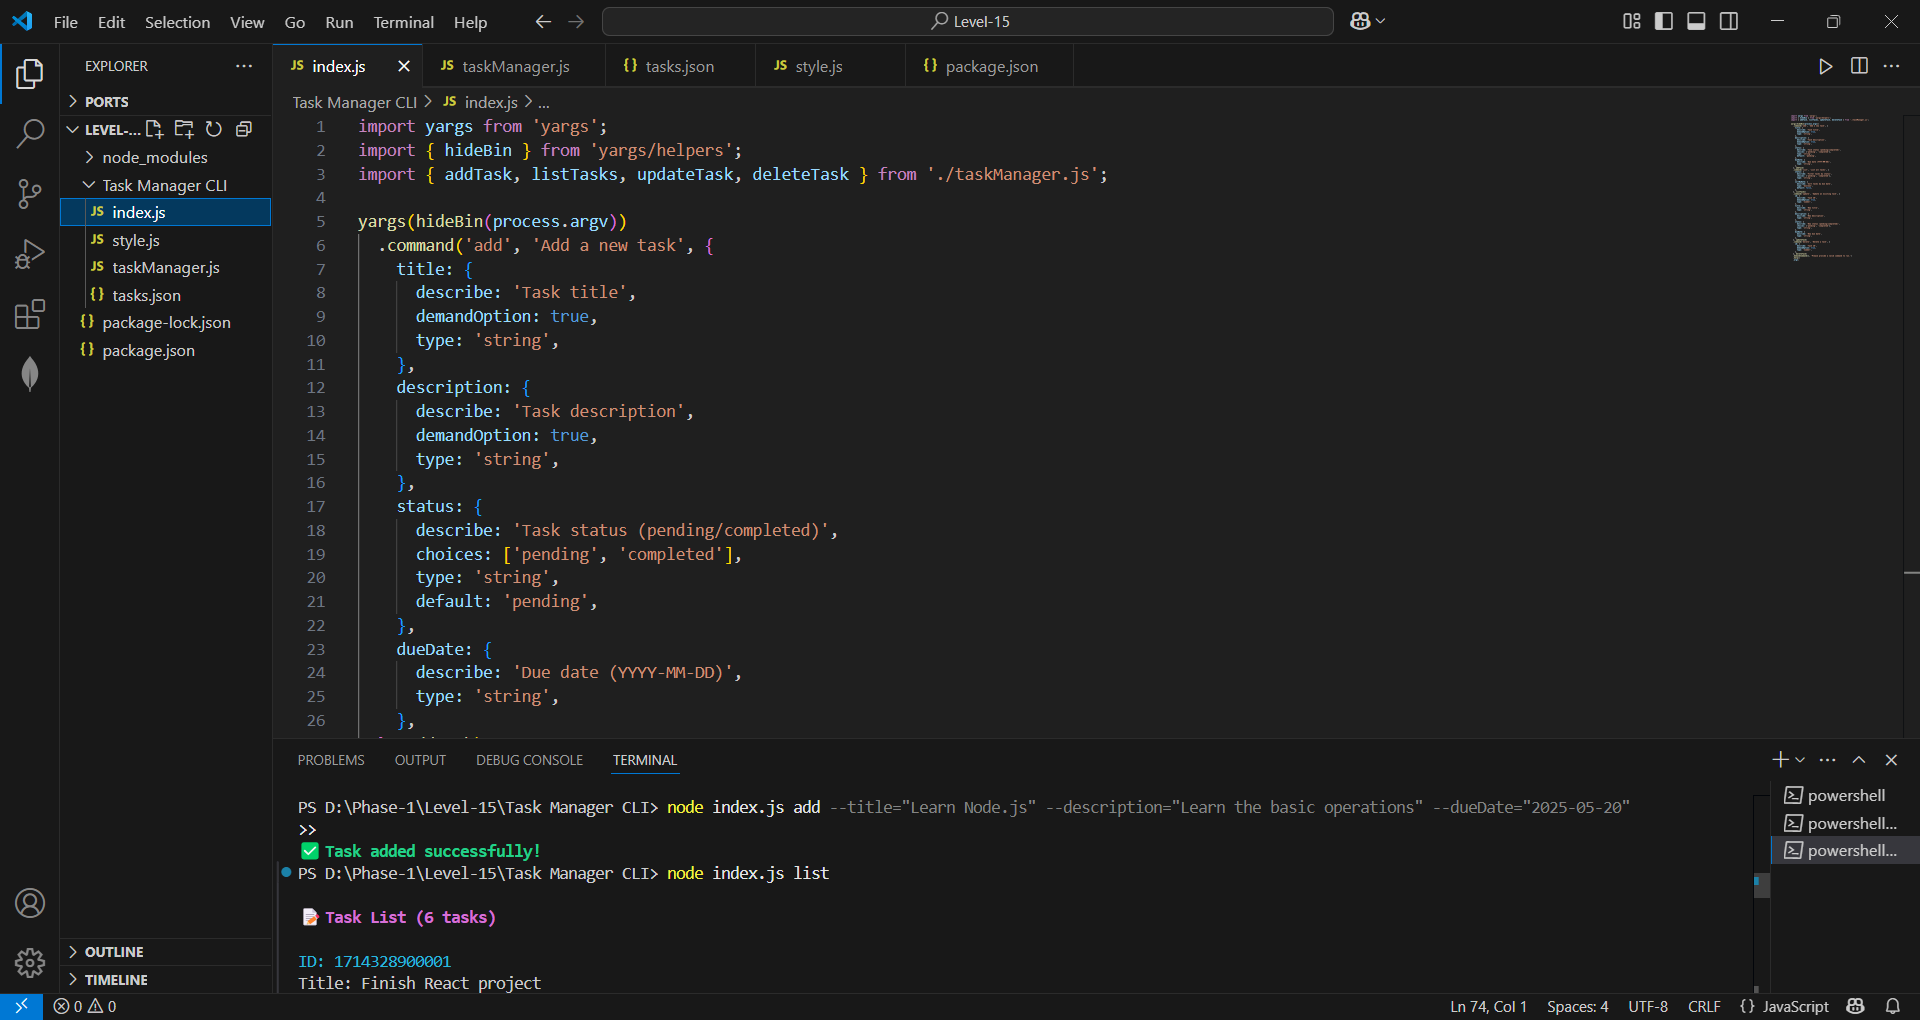 File Edit Selection View Go Run Terminal Help
Level-15
EXPLORER
PORTS
LEVEL-...
node_modules
Task Manager CLI
JS index.js
JS style.js
JS taskManager.js
{} tasks.json
{} package-lock.json
{} package.json
OUTLINE
TIMELINE
JS index.js
JS taskManager.js
{} tasks.json
JS style.js
{} package.json
Task Manager CLI > JS index.js > ...
1 import yargs from 'yargs';
2 import { hideBin } from 'yargs/helpers';
3 import { addTask, listTasks, updateTask, deleteTask } from './taskManager.js';
4
5 yargs(hideBin(process.argv))
6 .command('add', 'Add a new task', {
7 title: {
8 describe: 'Task title',
9 demandOption: true,
10 type: 'string',
11 },
12 description: {
13 describe: 'Task description',
14 demandOption: true,
15 type: 'string',
16 },
17 status: {
18 describe: 'Task status (pending/completed)',
19 choices: ['pending', 'completed'],
20 type: 'string',
21 default: 'pending',
22 },
23 dueDate: {
24 describe: 'Due date (YYYY-MM-DD)',
25 type: 'string',
26 },
PROBLEMS OUTPUT DEBUG CONSOLE TERMINAL
PS D:\Phase-1\Level-15\Task Manager CLI> node index.js add --title="Learn Node.js" --description="Learn the basic operations" --dueDate="2025-05-20"
>>
✅ Task added successfully!
PS D:\Phase-1\Level-15\Task Manager CLI> node index.js list
📝 Task List (6 tasks)
ID: 1714328900001
Title: Finish React project
powershell
powershell...
powershell...
0 0
Ln 74, Col 1 Spaces: 4 UTF-8 CRLF {} JavaScript